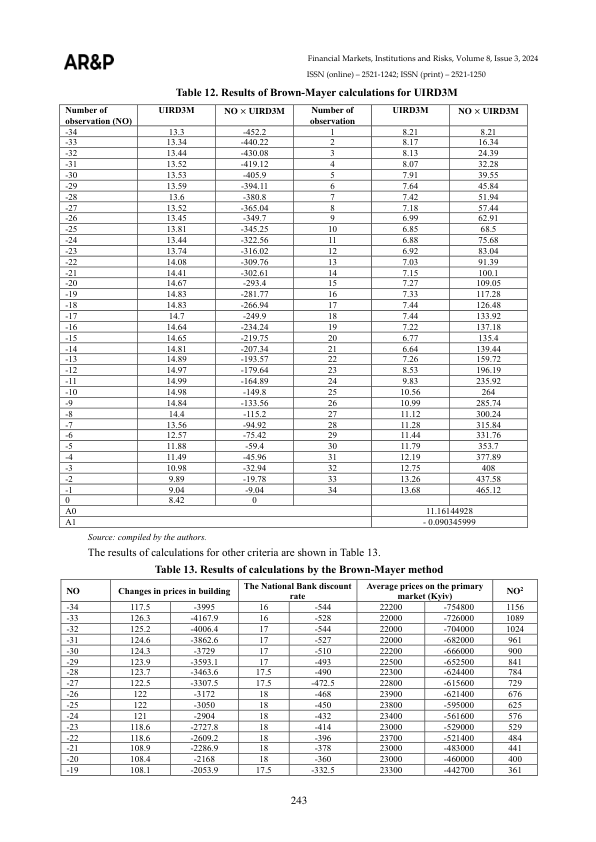 AR&P
Financial Markets, Institutions and Risks, Volume 8, Issue 3, 2024
ISSN (online) – 2521-1242; ISSN (print) – 2521-1250
Table 12. Results of Brown-Mayer calculations for UIRD3M
Number of observation (NO) UIRD3M NO × UIRD3M Number of observation UIRD3M NO × UIRD3M
-34 13.3 -452.2 1 8.21 8.21
-33 13.34 -440.22 2 8.17 16.34
-32 13.44 -430.08 3 8.13 24.39
-31 13.52 -419.12 4 8.07 32.28
-30 13.53 -405.9 5 7.91 39.55
-29 13.59 -394.11 6 7.64 45.84
-28 13.6 -380.8 7 7.42 51.94
-27 13.52 -365.04 8 7.18 57.44
-26 13.45 -349.7 9 6.99 62.91
-25 13.81 -345.25 10 6.85 68.5
-24 13.44 -322.56 11 6.88 75.68
-23 13.74 -316.02 12 6.92 83.04
-22 14.08 -309.76 13 7.03 91.39
-21 14.41 -302.61 14 7.15 100.1
-20 14.67 -293.4 15 7.27 109.05
-19 14.83 -281.77 16 7.33 117.28
-18 14.83 -266.94 17 7.44 126.48
-17 14.7 -249.9 18 7.44 133.92
-16 14.64 -234.24 19 7.22 137.18
-15 14.65 -219.75 20 6.77 135.4
-14 14.81 -207.34 21 6.64 139.44
-13 14.89 -193.57 22 7.26 159.72
-12 14.97 -179.64 23 8.53 196.19
-11 14.99 -164.89 24 9.83 235.92
-10 14.98 -149.8 25 10.56 264
-9 14.84 -133.56 26 10.99 285.74
-8 14.4 -115.2 27 11.12 300.24
-7 13.56 -94.92 28 11.28 315.84
-6 12.57 -75.42 29 11.44 331.76
-5 11.88 -59.4 30 11.79 353.7
-4 11.49 -45.96 31 12.19 377.89
-3 10.98 -32.94 32 12.75 408
-2 9.89 -19.78 33 13.26 437.58
-1 9.04 -9.04 34 13.68 465.12
0 8.42 0
A0 11.16144928
A1 - 0.090345999
Source: compiled by the authors.
The results of calculations for other criteria are shown in Table 13.
Table 13. Results of calculations by the Brown-Mayer method
NO Changes in prices in building The National Bank discount rate Average prices on the primary market (Kyiv) NO²
-34 117.5 -3995 16 -544 22200 -754800 1156
-33 126.3 -4167.9 16 -528 22000 -726000 1089
-32 125.2 -4006.4 17 -544 22000 -704000 1024
-31 124.6 -3862.6 17 -527 22000 -682000 961
-30 124.3 -3729 17 -510 22200 -666000 900
-29 123.9 -3593.1 17 -493 22500 -652500 841
-28 123.7 -3463.6 17.5 -490 22300 -624400 784
-27 122.5 -3307.5 17.5 -472.5 22800 -615600 729
-26 122 -3172 18 -468 23900 -621400 676
-25 122 -3050 18 -450 23800 -595000 625
-24 121 -2904 18 -432 23400 -561600 576
-23 118.6 -2727.8 18 -414 23000 -529000 529
-22 118.6 -2609.2 18 -396 23700 -521400 484
-21 108.9 -2286.9 18 -378 23000 -483000 441
-20 108.4 -2168 18 -360 23000 -460000 400
-19 108.1 -2053.9 17.5 -332.5 23300 -442700 361
243